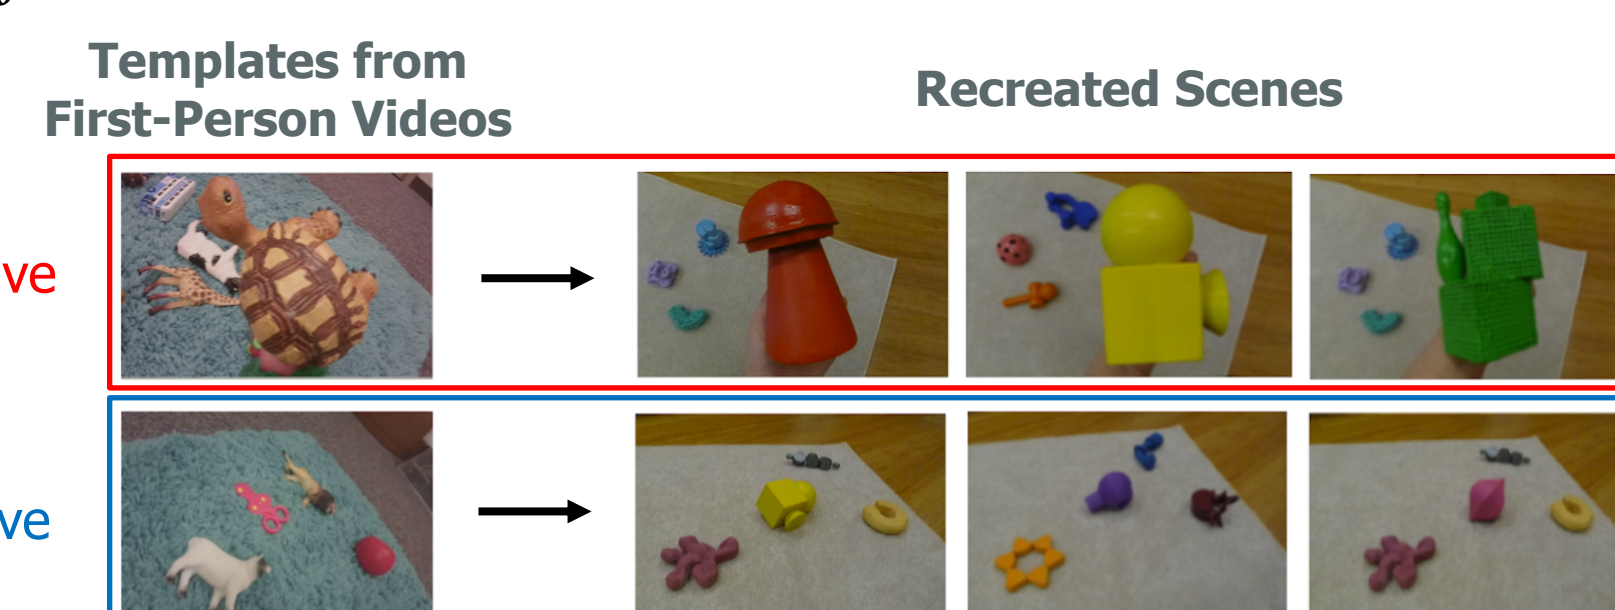 Templates from
First-Person Videos
Recreated Scenes
ve
ve